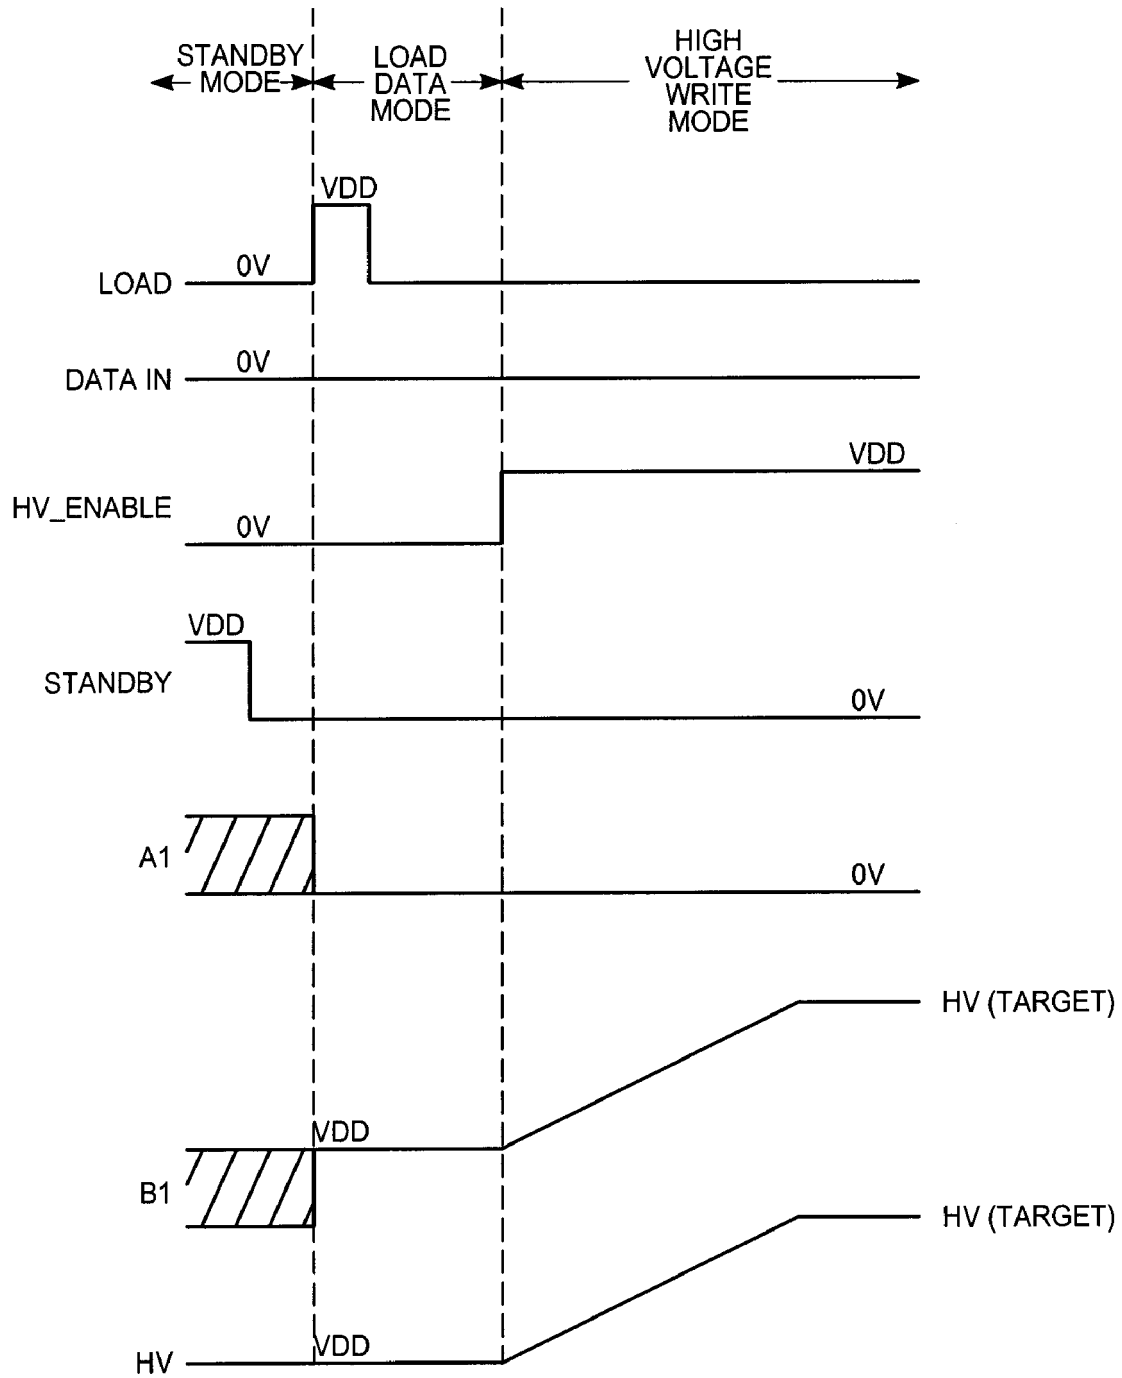 STANDBY
MODE
LOAD
DATA
MODE
HIGH
VOLTAGE
WRITE
MODE
VDD
0V
LOAD
0V
DATA IN
VDD
HV_ENABLE
0V
VDD
STANDBY
0V
A1
0V
HV (TARGET)
VDD
B1
HV (TARGET)
VDD
HV